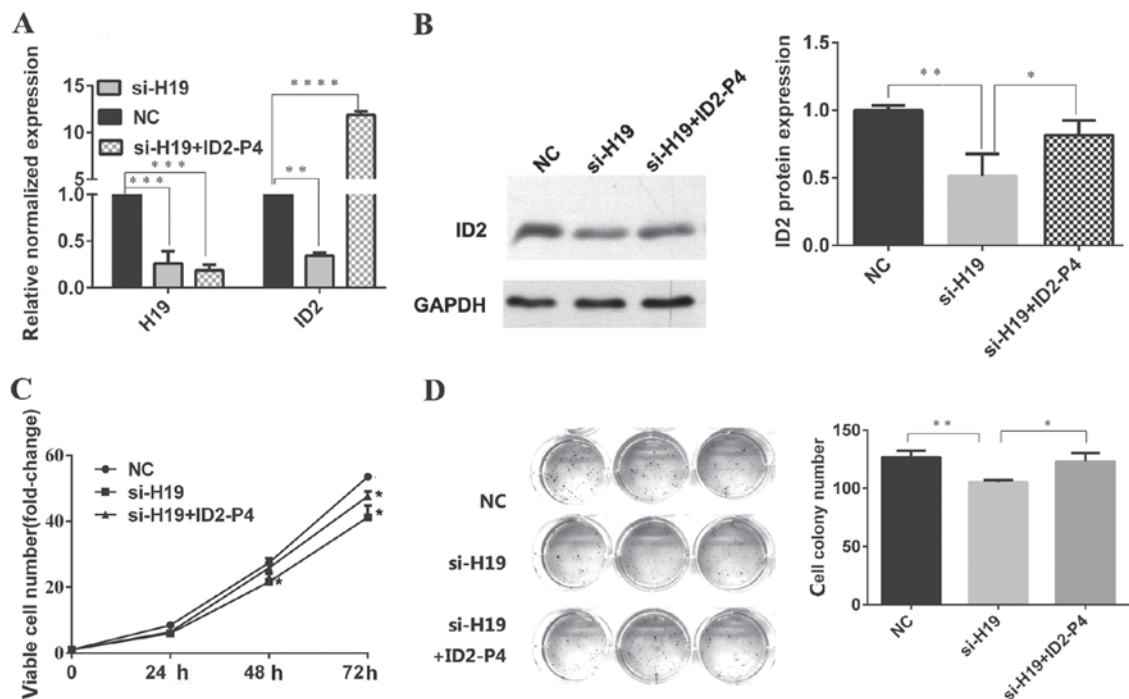 A
Relative normalized expression
15
10
5
1.0
0.5
0.0
si-H19
NC
si-H19+ID2-P4
****
***
***
**
H19
ID2
B
NC
si-H19
si-H19+ID2-P4
ID2
GAPDH
ID2 protein expression
1.5
1.0
0.5
0.0
**
*
NC
si-H19
si-H19+ID2-P4
C
Viable cell number(fold-change)
60
40
20
0
NC
si-H19
si-H19+ID2-P4
*
*
*
0
24 h
48 h
72h
D
NC
si-H19
si-H19
+ID2-P4
Cell colony number
150
100
50
0
**
*
NC
si-H19
si-H19+ID2-P4